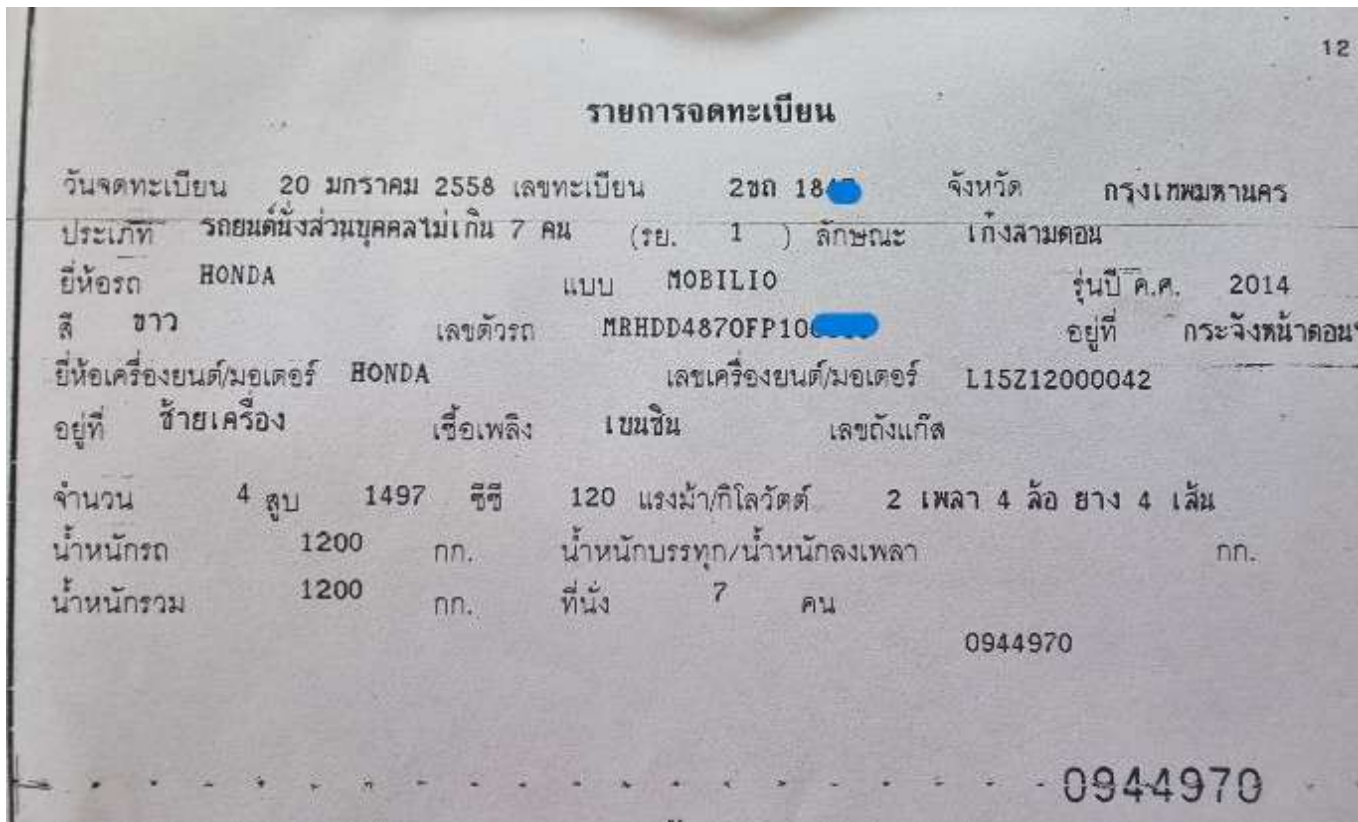 12
รายการจดทะเบียน
วันจดทะเบียน 20 มกราคม 2558 เลขทะเบียน 2ขถ 18 จังหวัด กรุงเทพมหานคร
ประเภท รถยนต์นั่งส่วนบุคคลไม่เกิน 7 คน (รย. 1 ) ลักษณะ เก๋งสามตอน
ยี่ห้อรถ HONDA แบบ MOBILIO รุ่นปี ค.ศ. 2014
สี ขาว เลขตัวรถ MRHDD4870FP10 อยู่ที่ กระจังหน้าตอน
ยี่ห้อเครื่องยนต์/มอเตอร์ HONDA เลขเครื่องยนต์/มอเตอร์ L15Z12000042
อยู่ที่ ซ้ายเครื่อง เชื้อเพลิง เบนซิน เลขถังแก๊ส
จำนวน 4 สูบ 1497 ซีซี 120 แรงม้า/กิโลวัตต์ 2 เพลา 4 ล้อ ยาง 4 เส้น
น้ำหนักรถ 1200 กก. น้ำหนักบรรทุก/น้ำหนักลงเพลา กก.
น้ำหนักรวม 1200 กก. ที่นั่ง 7 คน
0944970
0944970